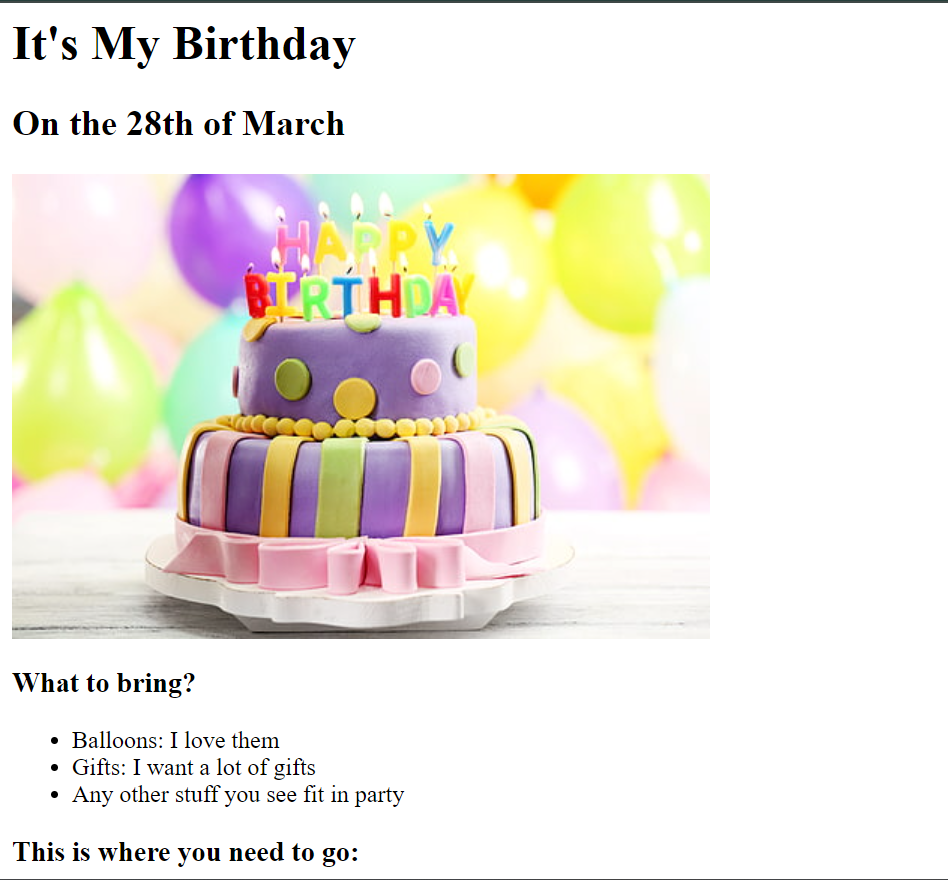 It's My Birthday
On the 28th of March
HAPPY
BIRTHDAY
What to bring?
Balloons: I love them
Gifts: I want a lot of gifts
Any other stuff you see fit in party
This is where you need to go: